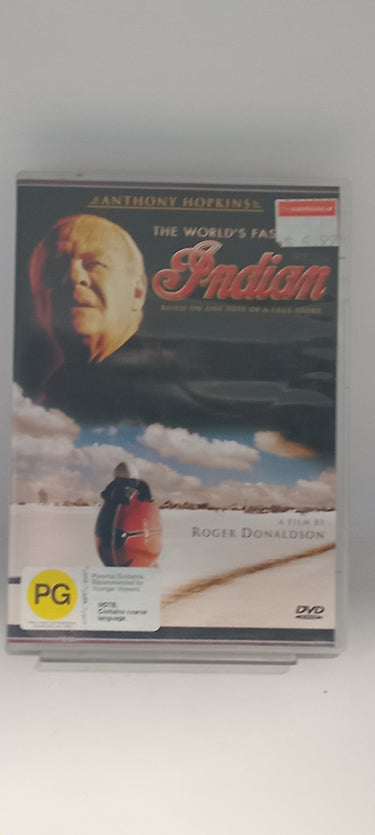 ANTHONY HOPKINS
THE WORLD'S FAS
Indian
BASED ON ONE HELL OF A TRUE STORY
A FILM BY
ROGER DONALDSON
PG
Parental Guidance
Recommended for
Younger Viewers
NOTE:
Contains coarse
language
DVD